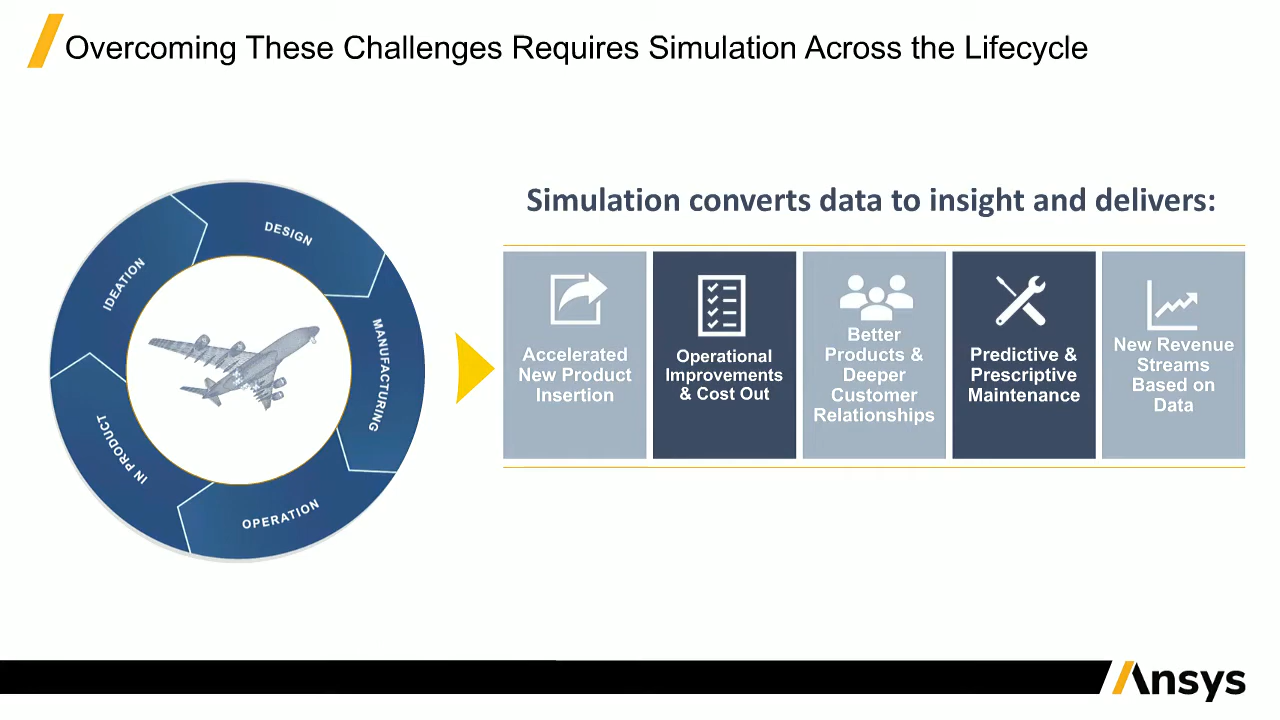 Overcoming These Challenges Requires Simulation Across the Lifecycle
IDEATION
DESIGN
MANUFACTURING
OPERATION
IN PRODUCT
Simulation converts data to insight and delivers:
Accelerated
New Product
Insertion
Operational
Improvements
& Cost Out
Better
Products &
Deeper
Customer
Relationships
Predictive &
Prescriptive
Maintenance
New Revenue
Streams
Based on
Data
Ansys